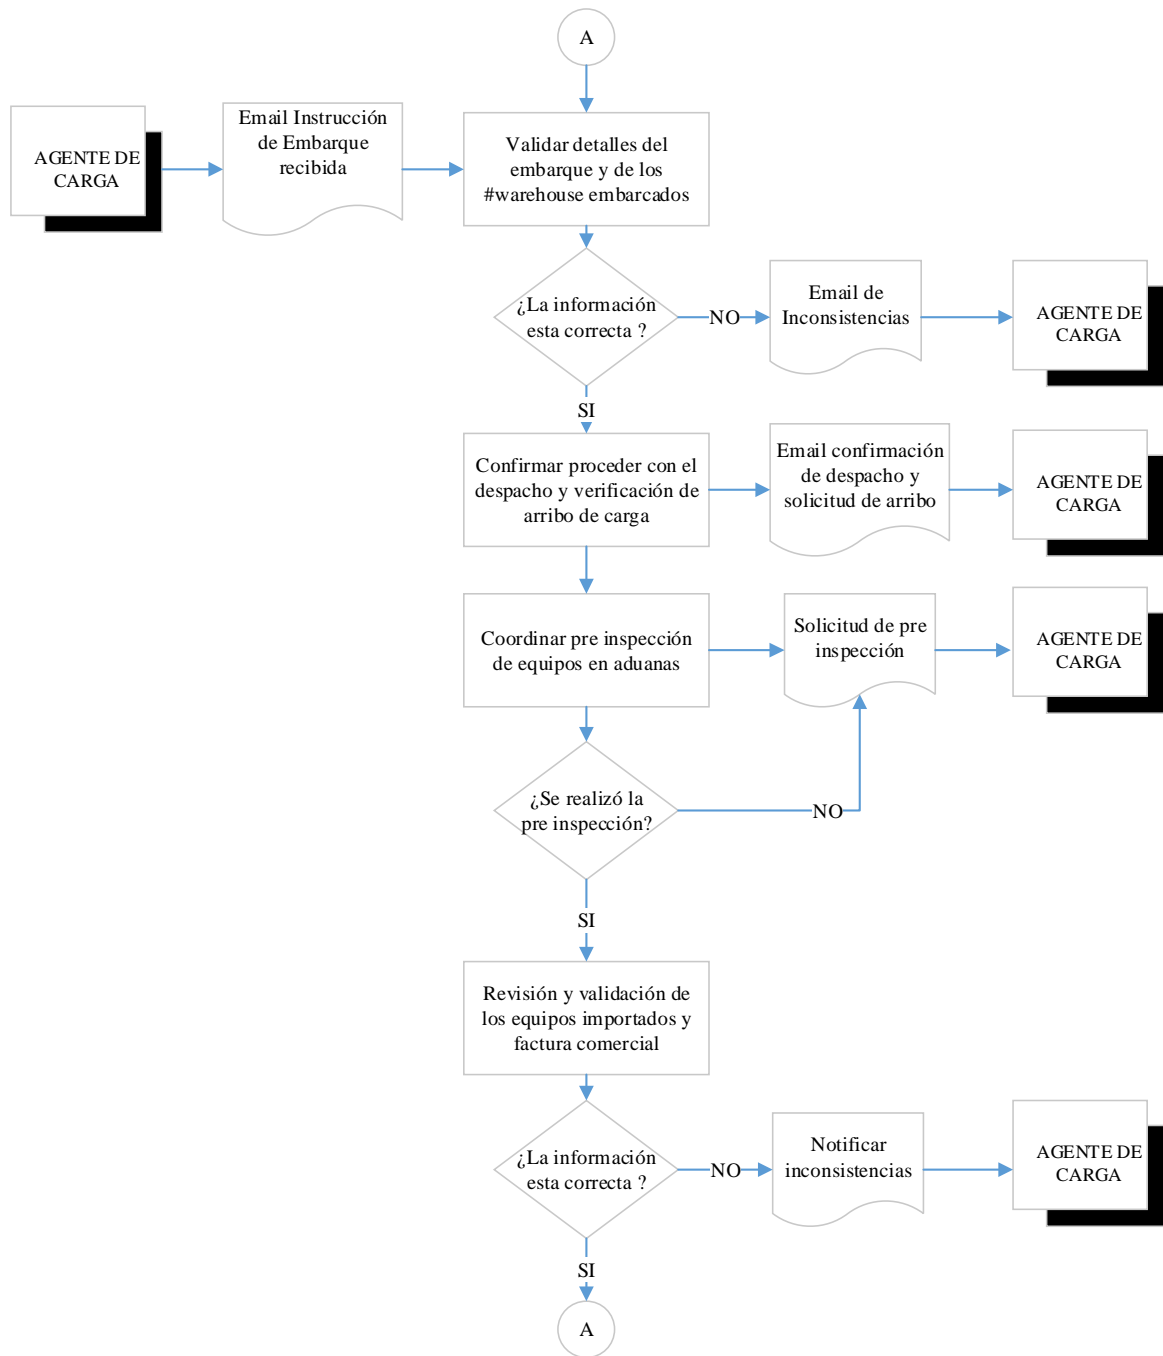 A
AGENTE DE
CARGA
Email Instrucción
de Embarque
recibida
Validar detalles del
embarque y de los
#warehouse embarcados
¿La información
esta correcta ?
NO
Email de
Inconsistencias
AGENTE DE
CARGA
SI
Confirmar proceder con el
despacho y verificación de
arribo de carga
Email confirmación
de despacho y
solicitud de arribo
AGENTE DE
CARGA
Coordinar pre inspección
de equipos en aduanas
Solicitud de pre
inspección
AGENTE DE
CARGA
¿Se realizó la
pre inspección?
NO
SI
Revisión y validación de
los equipos importados y
factura comercial
¿La información
esta correcta ?
NO
Notificar
inconsistencias
AGENTE DE
CARGA
SI
A